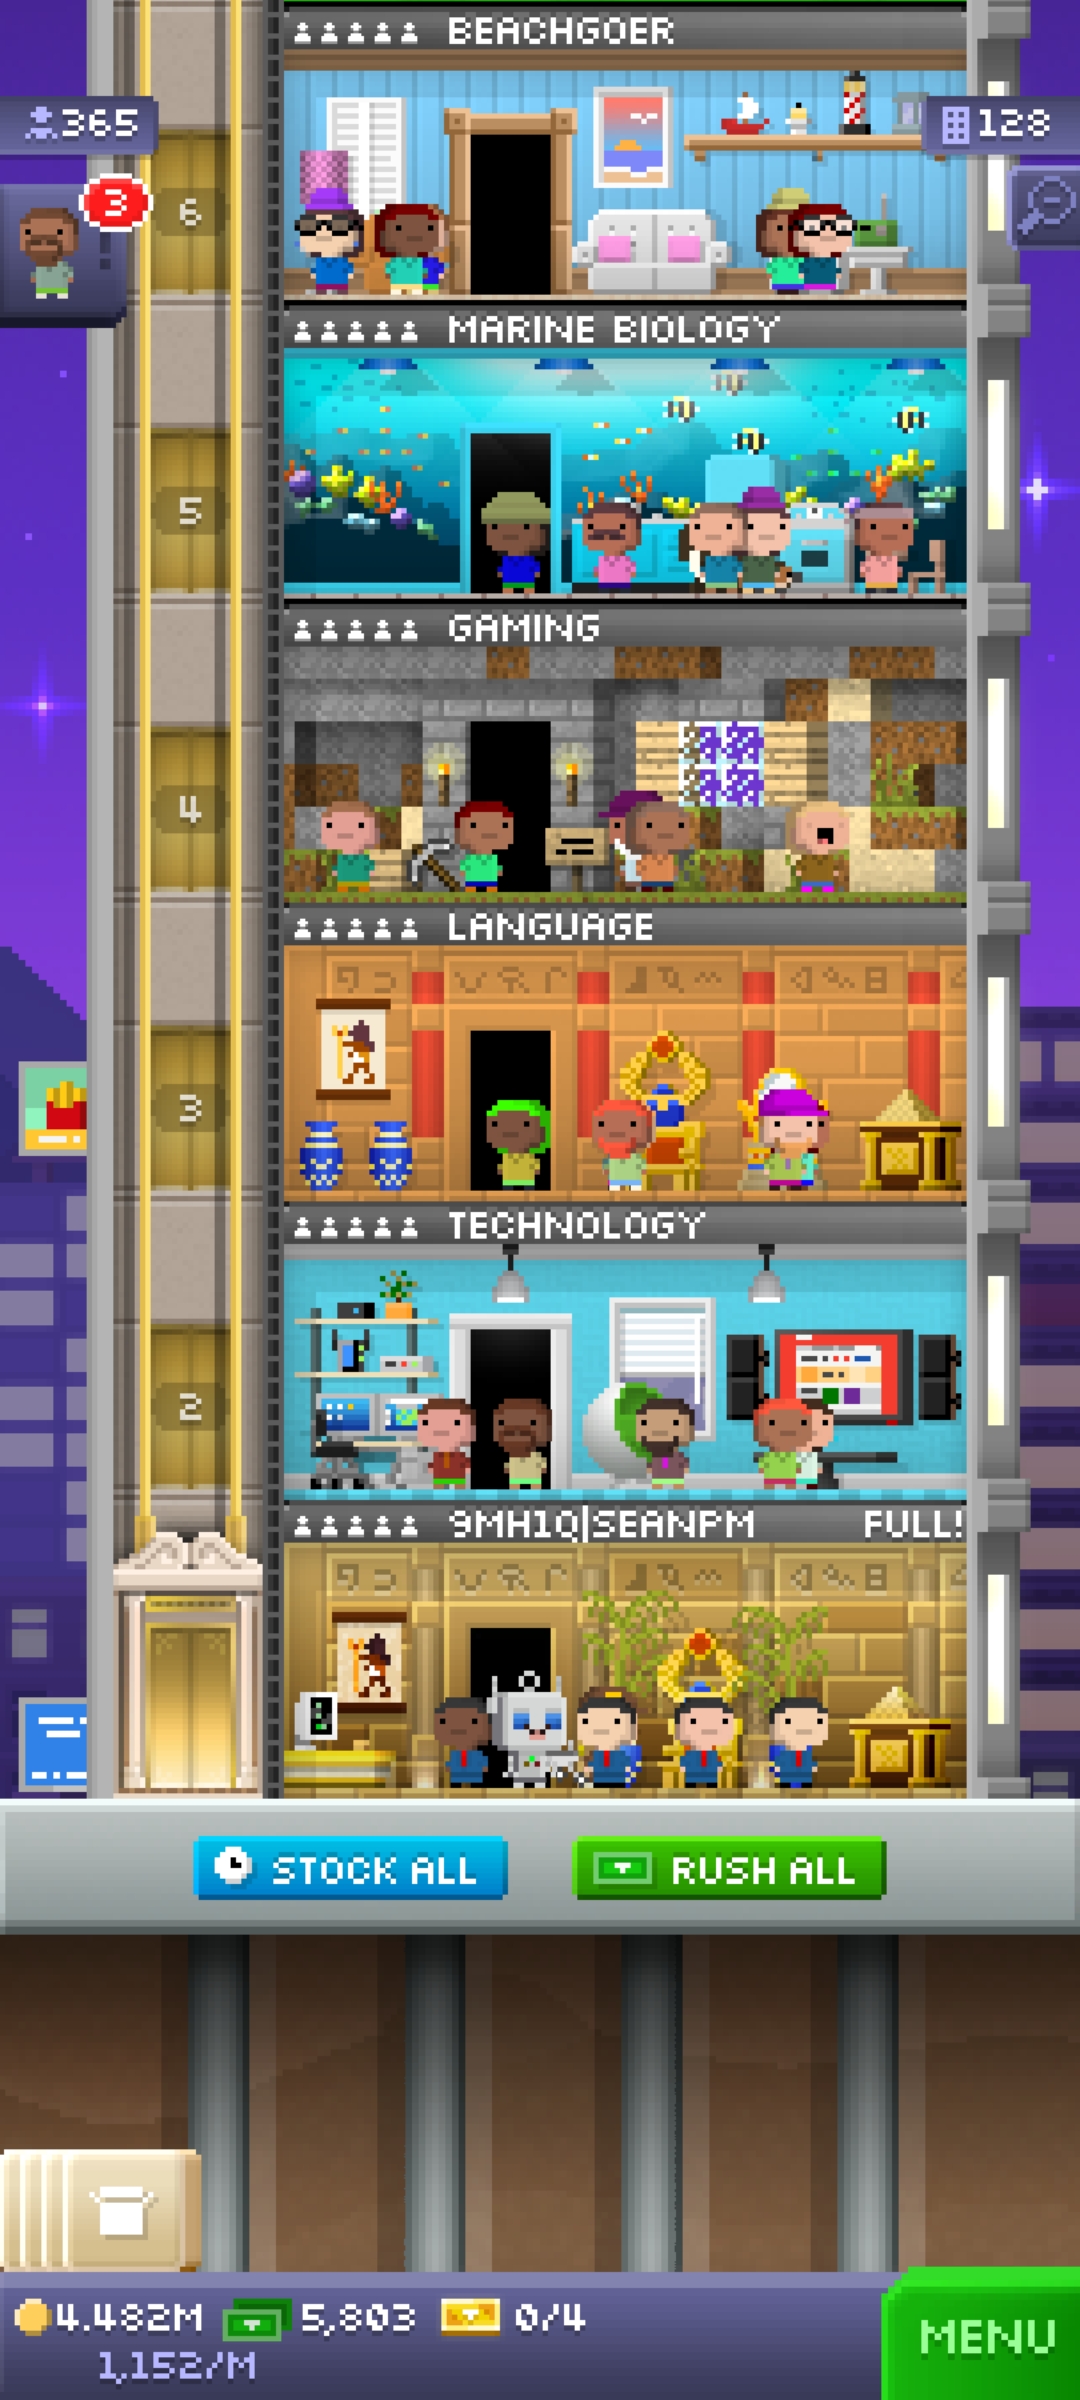 BEACHGOER
365
128
3
6
MARINE BIOLOGY
5
GAMING
4
LANGUAGE
3
TECHNOLOGY
2
9MH1Q|SEANPM FULL!
STOCK ALL
RUSH ALL
4.482M 5,803 0/4
1,152/M
MENU